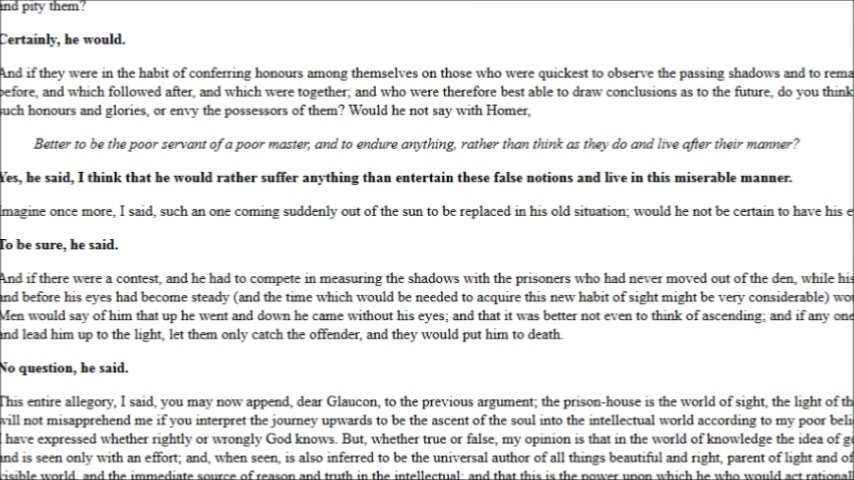 and pity them?
Certainly, he would.
And if they were in the habit of conferring honours among themselves on those who were quickest to observe the passing shadows and to rema
before, and which followed after, and which were together; and who were therefore best able to draw conclusions as to the future, do you think
such honours and glories, or envy the possessors of them? Would he not say with Homer,
Better to be the poor servant of a poor master, and to endure anything, rather than think as they do and live after their manner?
Yes, he said, I think that he would rather suffer anything than entertain these false notions and live in this miserable manner.
Imagine once more, I said, such an one coming suddenly out of the sun to be replaced in his old situation; would he not be certain to have his e
To be sure, he said.
And if there were a contest, and he had to compete in measuring the shadows with the prisoners who had never moved out of the den, while his
and before his eyes had become steady (and the time which would be needed to acquire this new habit of sight might be very considerable) wo
Men would say of him that up he went and down he came without his eyes; and that it was better not even to think of ascending; and if any one
and lead him up to the light, let them only catch the offender, and they would put him to death.
No question, he said.
This entire allegory, I said, you may now append, dear Glaucon, to the previous argument; the prison-house is the world of sight, the light of th
will not misapprehend me if you interpret the journey upwards to be the ascent of the soul into the intellectual world according to my poor beli
I have expressed whether rightly or wrongly God knows. But, whether true or false, my opinion is that in the world of knowledge the idea of g
and is seen only with an effort; and, when seen, is also inferred to be the universal author of all things beautiful and right, parent of light and of
visible world, and the immediate source of reason and truth in the intellectual; and that this is the power upon which he who would act rationall